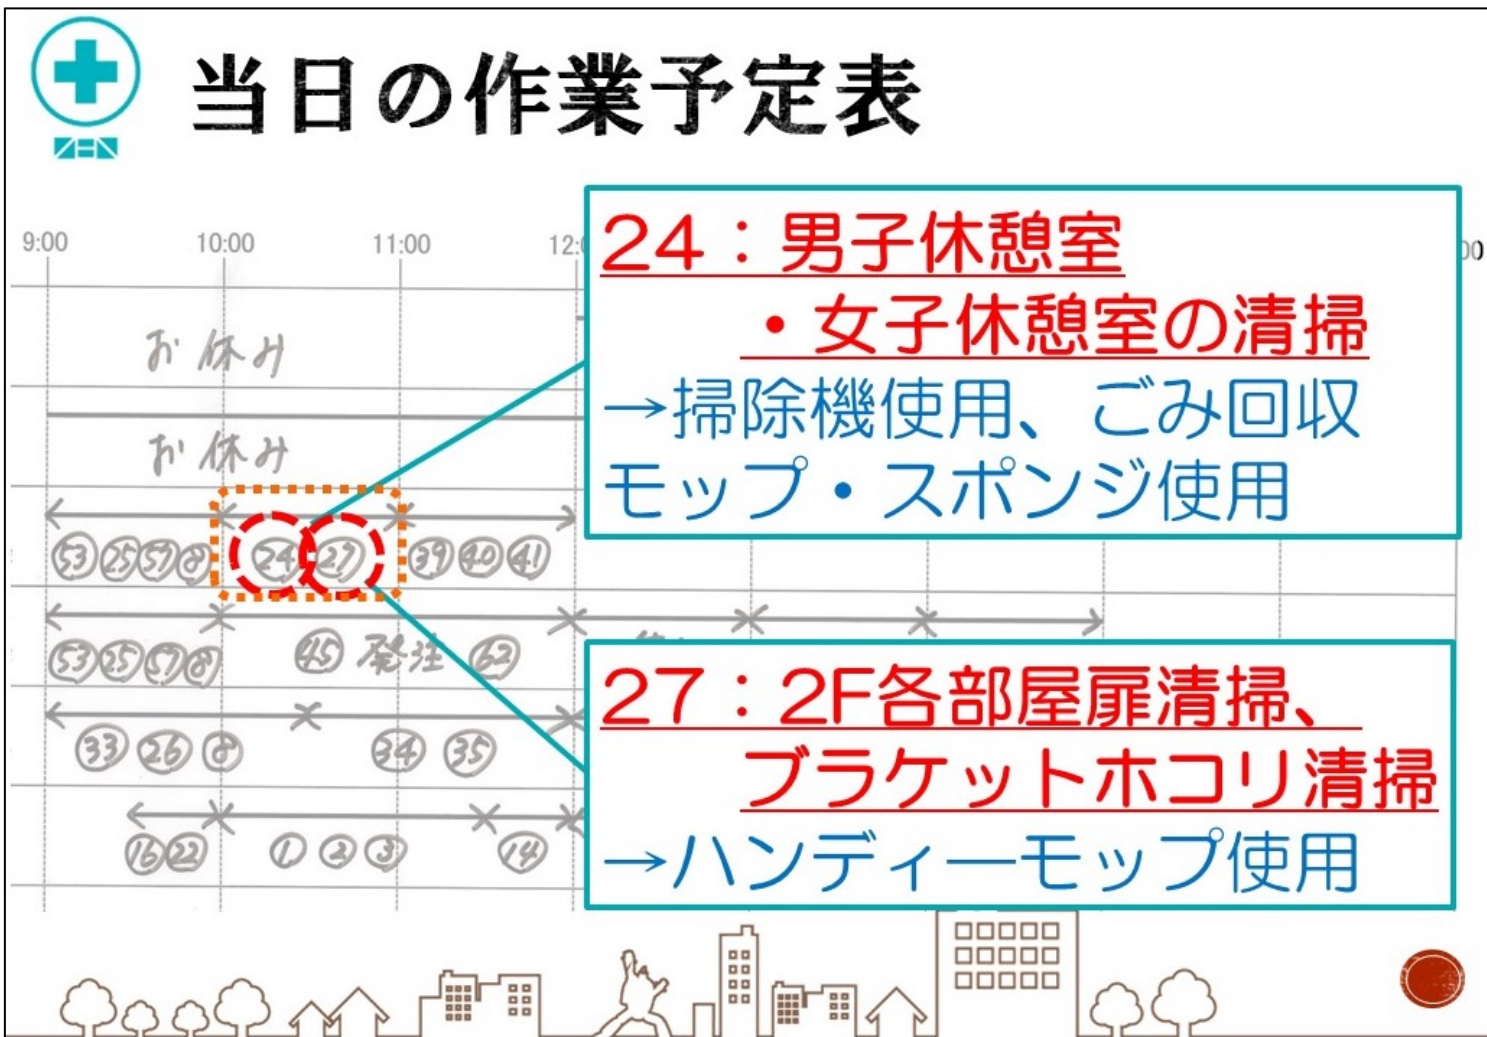 ZEN
当日の作業予定表
9:00 10:00 11:00
24：男子休憩室
・女子休憩室の清掃
→掃除機使用、ごみ回収
モップ・スポンジ使用
お休み
お休み
53 25 57 8 24 27 39 40 41
53 25 57 8 45 発注 62
27：2F各部屋扉清掃、
ブラケットホコリ清掃
→ハンディーモップ使用
33 26 8 34 35
16 22 1 2 3 14